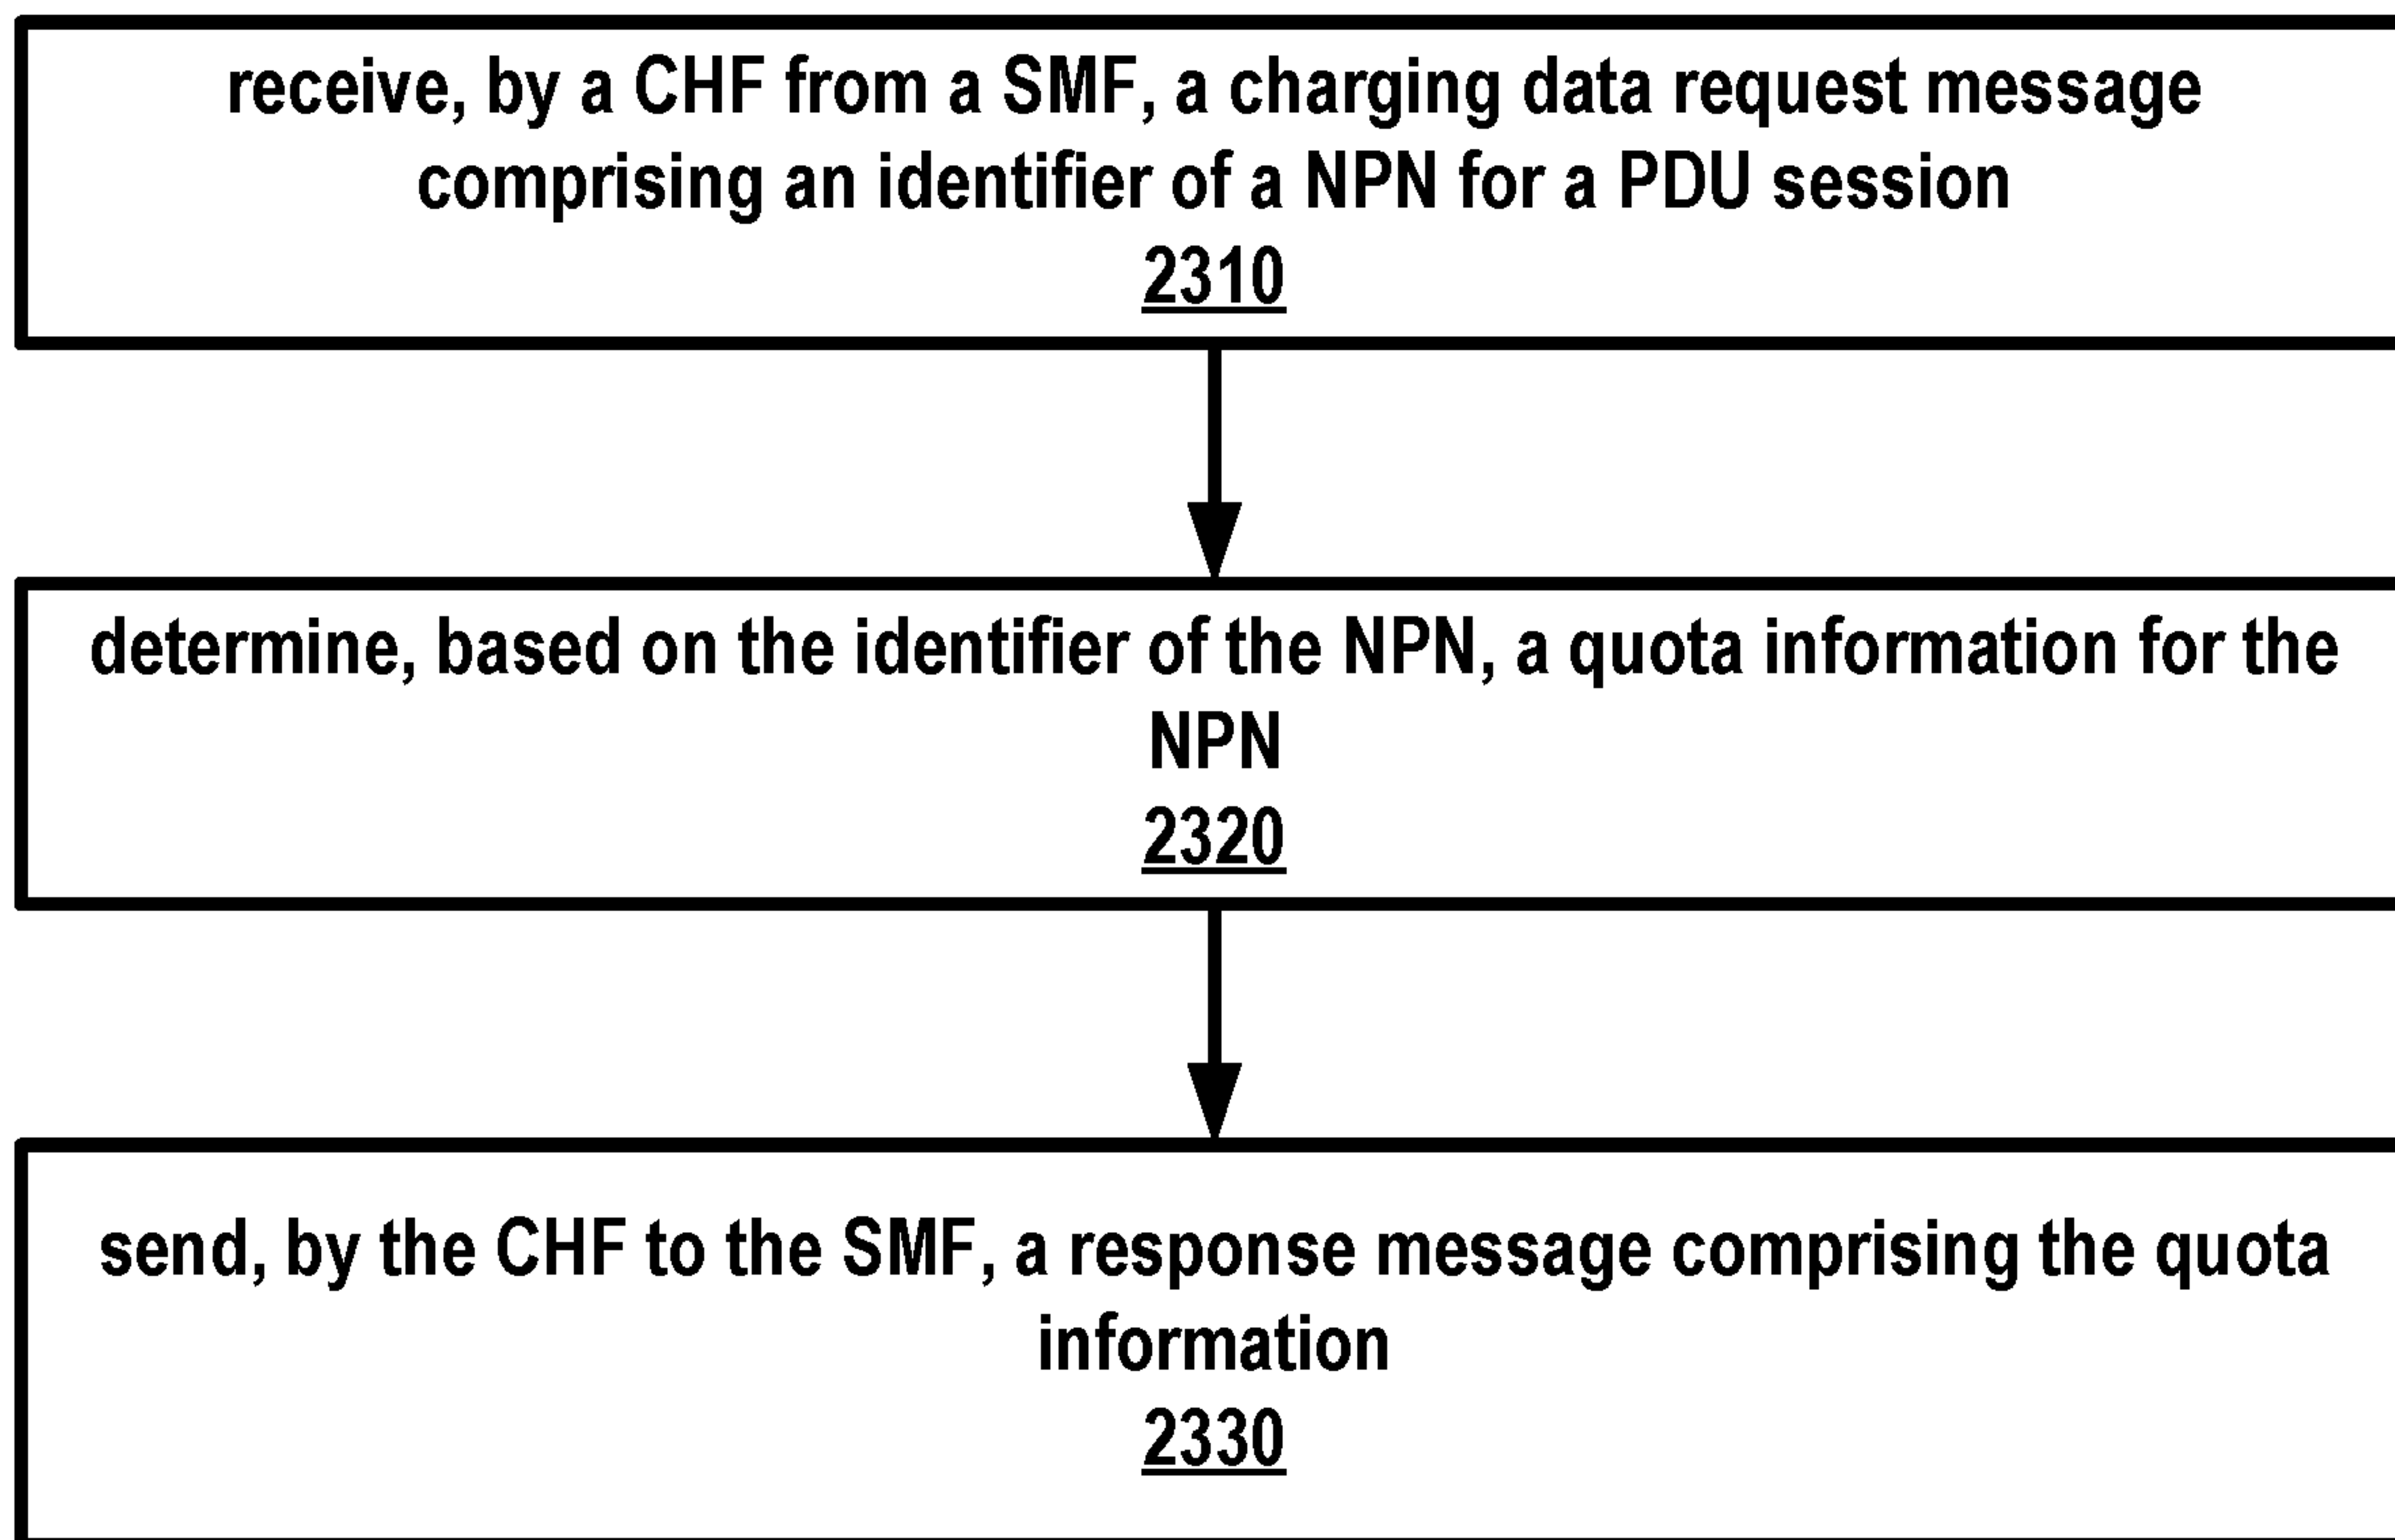 receive, by a CHF from a SMF, a charging data request message
comprising an identifier of a NPN for a PDU session
2310
determine, based on the identifier of the NPN, a quota information for the
NPN
2320
send, by the CHF to the SMF, a response message comprising the quota
information
2330